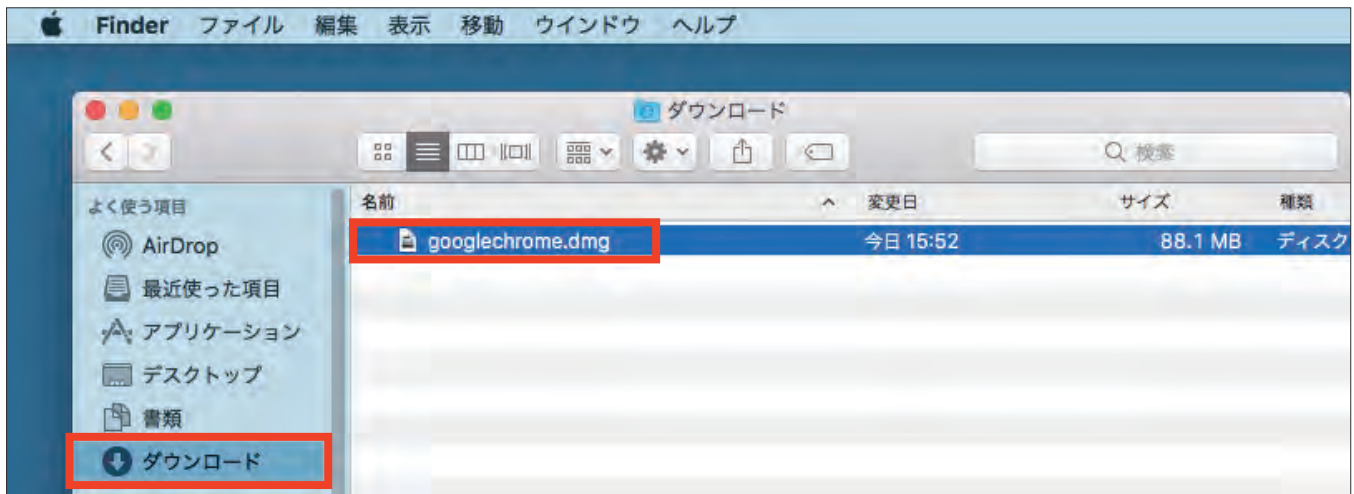 Finder ファイル 編集 表示 移動 ウインドウ ヘルプ
ダウンロード
検索
よく使う項目
名前 変更日 サイズ 種類
AirDrop
googlechrome.dmg 今日 15:52 88.1 MB ディスク
最近使った項目
アプリケーション
デスクトップ
書類
ダウンロード